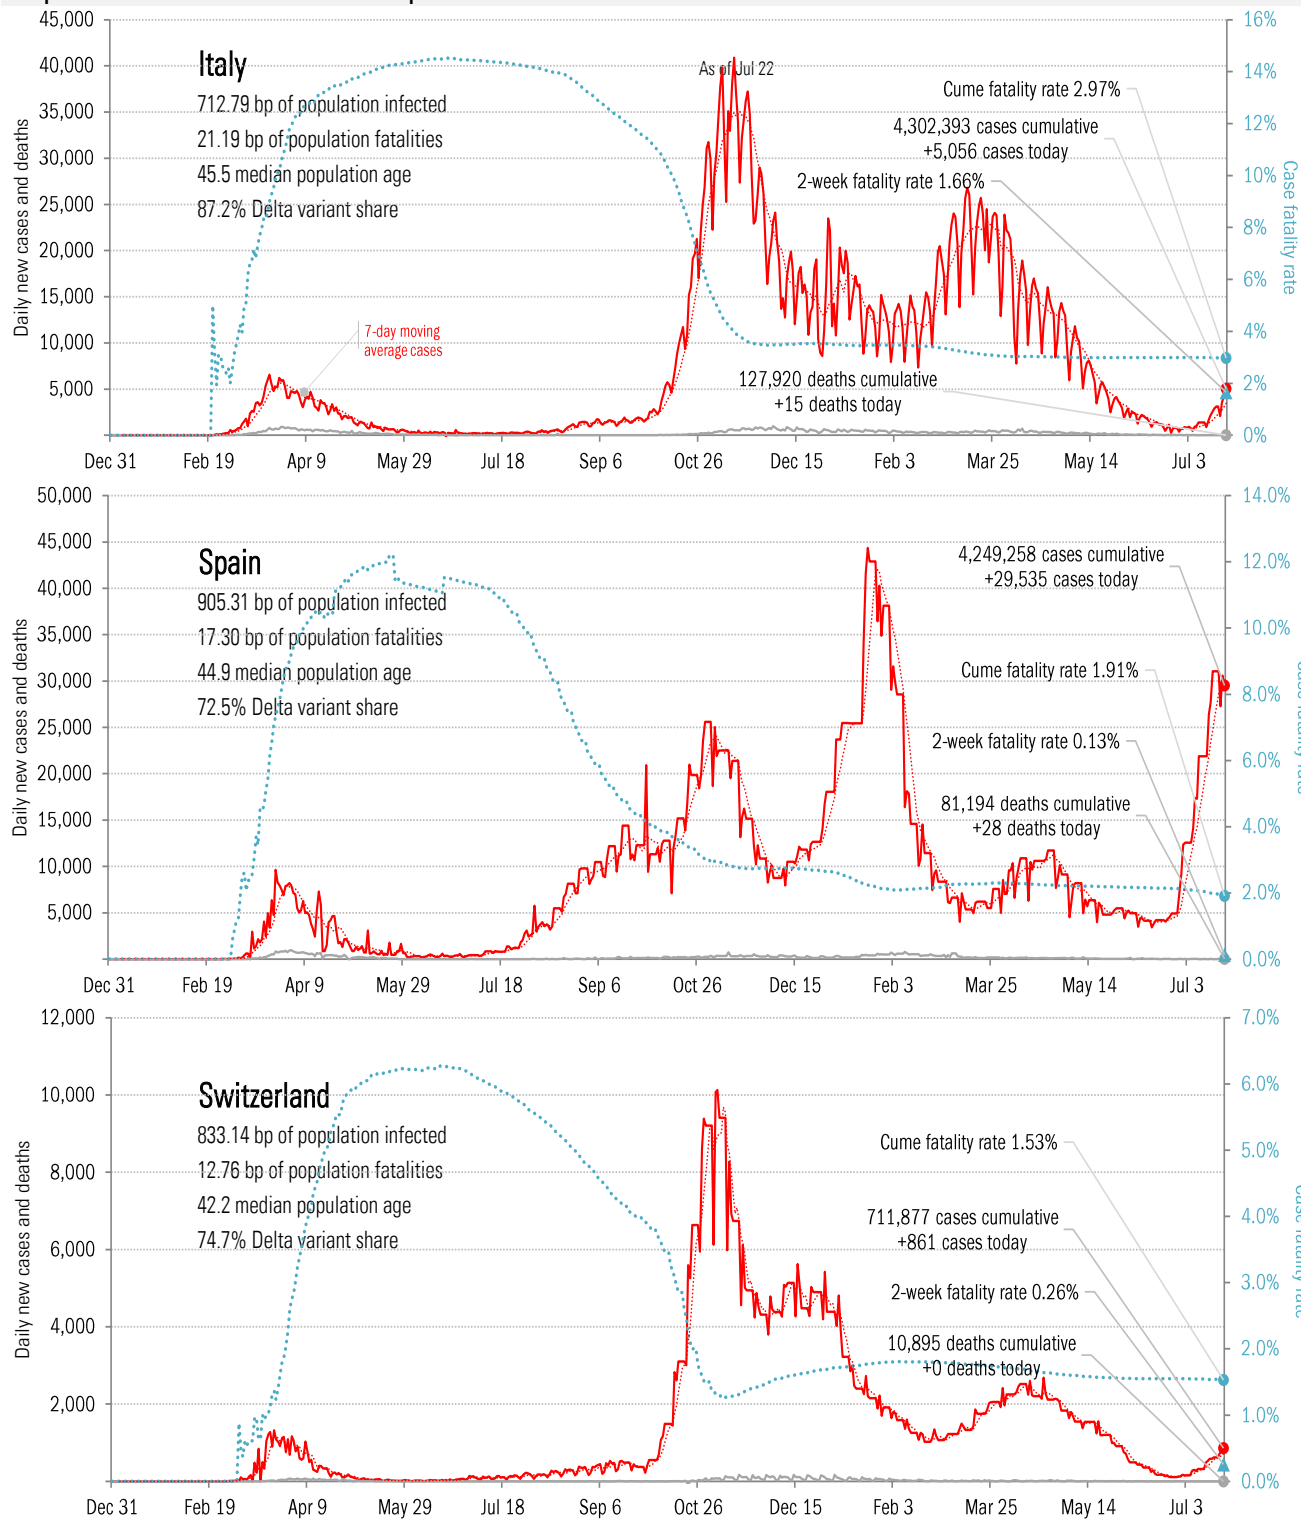 45,000
40,000
35,000
30,000
25,000
20,000
15,000
10,000
5,000
Daily new cases and deaths
Italy
712.79 bp of population infected
21.19 bp of population fatalities
45.5 median population age
87.2% Delta variant share
7-day moving
average cases
As of Jul 22
Cume fatality rate 2.97%
4,302,393 cases cumulative
+5,056 cases today
2-week fatality rate 1.66%
127,920 deaths cumulative
+15 deaths today
16%
14%
12%
10%
8%
6%
4%
2%
0%
Case fatality rate
Dec 31 Feb 19 Apr 9 May 29 Jul 18 Sep 6 Oct 26 Dec 15 Feb 3 Mar 25 May 14 Jul 3
50,000
45,000
40,000
35,000
30,000
25,000
20,000
15,000
10,000
5,000
Daily new cases and deaths
Spain
905.31 bp of population infected
17.30 bp of population fatalities
44.9 median population age
72.5% Delta variant share
4,249,258 cases cumulative
+29,535 cases today
Cume fatality rate 1.91%
2-week fatality rate 0.13%
81,194 deaths cumulative
+28 deaths today
14.0%
12.0%
10.0%
8.0%
6.0%
4.0%
2.0%
0.0%
Dec 31 Feb 19 Apr 9 May 29 Jul 18 Sep 6 Oct 26 Dec 15 Feb 3 Mar 25 May 14 Jul 3
12,000
10,000
8,000
6,000
4,000
2,000
Daily new cases and deaths
Switzerland
833.14 bp of population infected
12.76 bp of population fatalities
42.2 median population age
74.7% Delta variant share
Cume fatality rate 1.53%
711,877 cases cumulative
+861 cases today
2-week fatality rate 0.26%
10,895 deaths cumulative
+0 deaths today
7.0%
6.0%
5.0%
4.0%
3.0%
2.0%
1.0%
0.0%
Dec 31 Feb 19 Apr 9 May 29 Jul 18 Sep 6 Oct 26 Dec 15 Feb 3 Mar 25 May 14 Jul 3